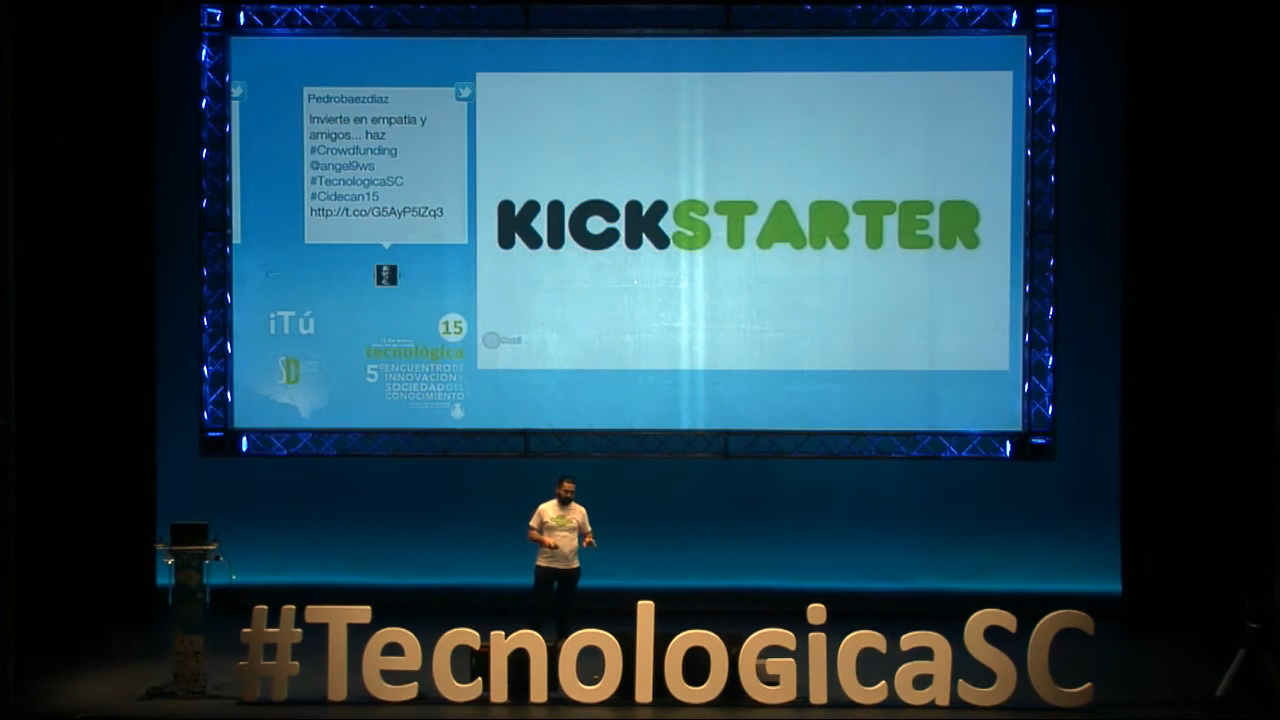 Pedrobaezdiaz
Invierte en empatía y
amigos... haz
#Crowdfunding
@angel9ws
#TecnologicaSC
#Cidecan15
http://t.co/G5AyP5lZq3
KICKSTARTER
iTú
15
tecnológica
5º ENCUENTRO DE
INNOVACIÓN Y
SOCIEDAD DEL
CONOCIMIENTO
#TecnoloGicaSC